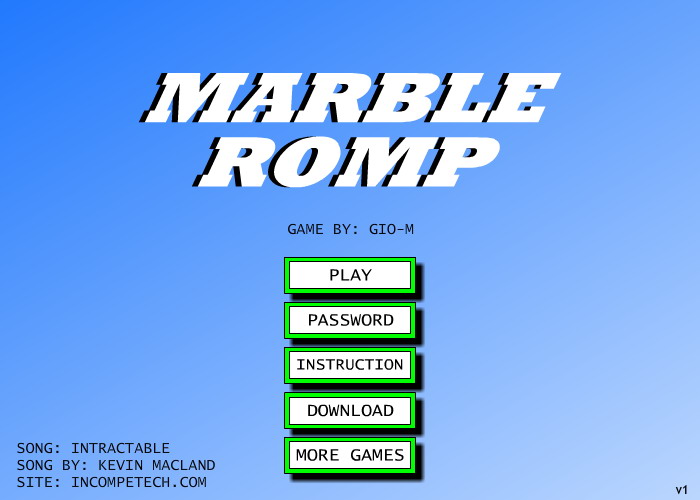 MARBLE
ROMP
GAME BY: GIO-M
PLAY
PASSWORD
INSTRUCTION
DOWNLOAD
MORE GAMES
SONG: INTRACTABLE
SONG BY: KEVIN MACLAND
SITE: INCOMPETECH.COM
v1